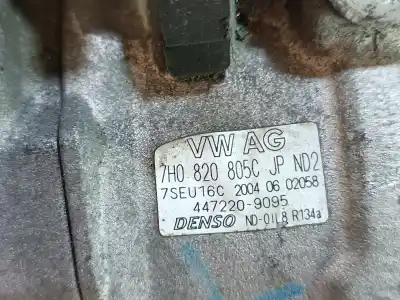 VW AG
7H0 820 805C JP ND2
7SEU16C 2004 06 02058
447220-9095
DENSO ND-OIL8 R134a